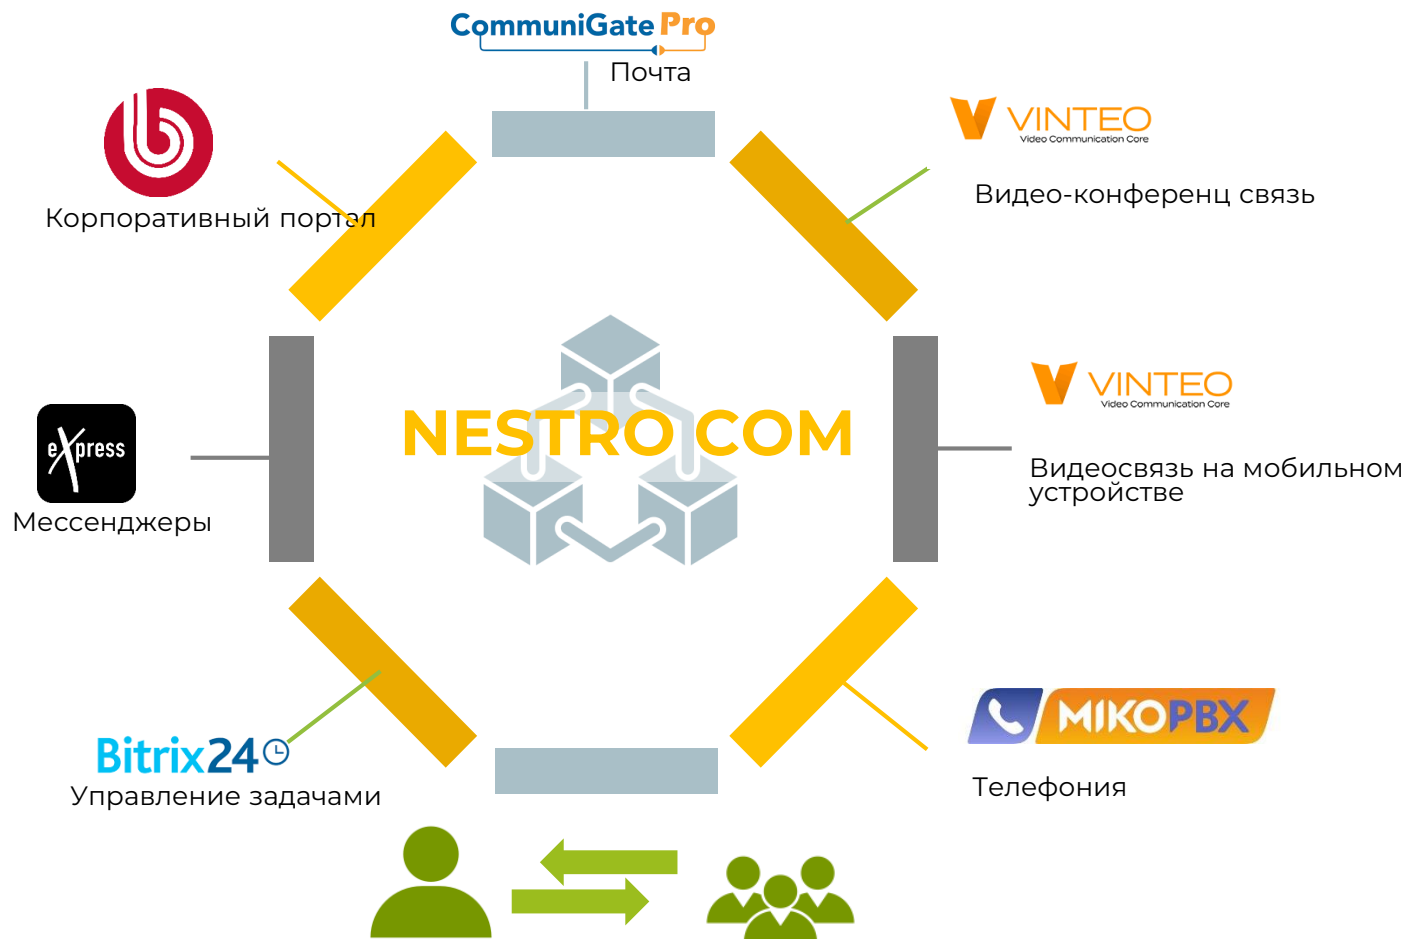 CommuniGate Pro
Почта
VINTEO
Video Communication Core
Видео-конференц связь
Корпоративный портал
NESTRO COM
VINTEO
Video Communication Core
Видеосвязь на мобильном
устройстве
eXpress
Мессенджеры
MIKOPBX
Телефония
Bitrix24
Управление задачами